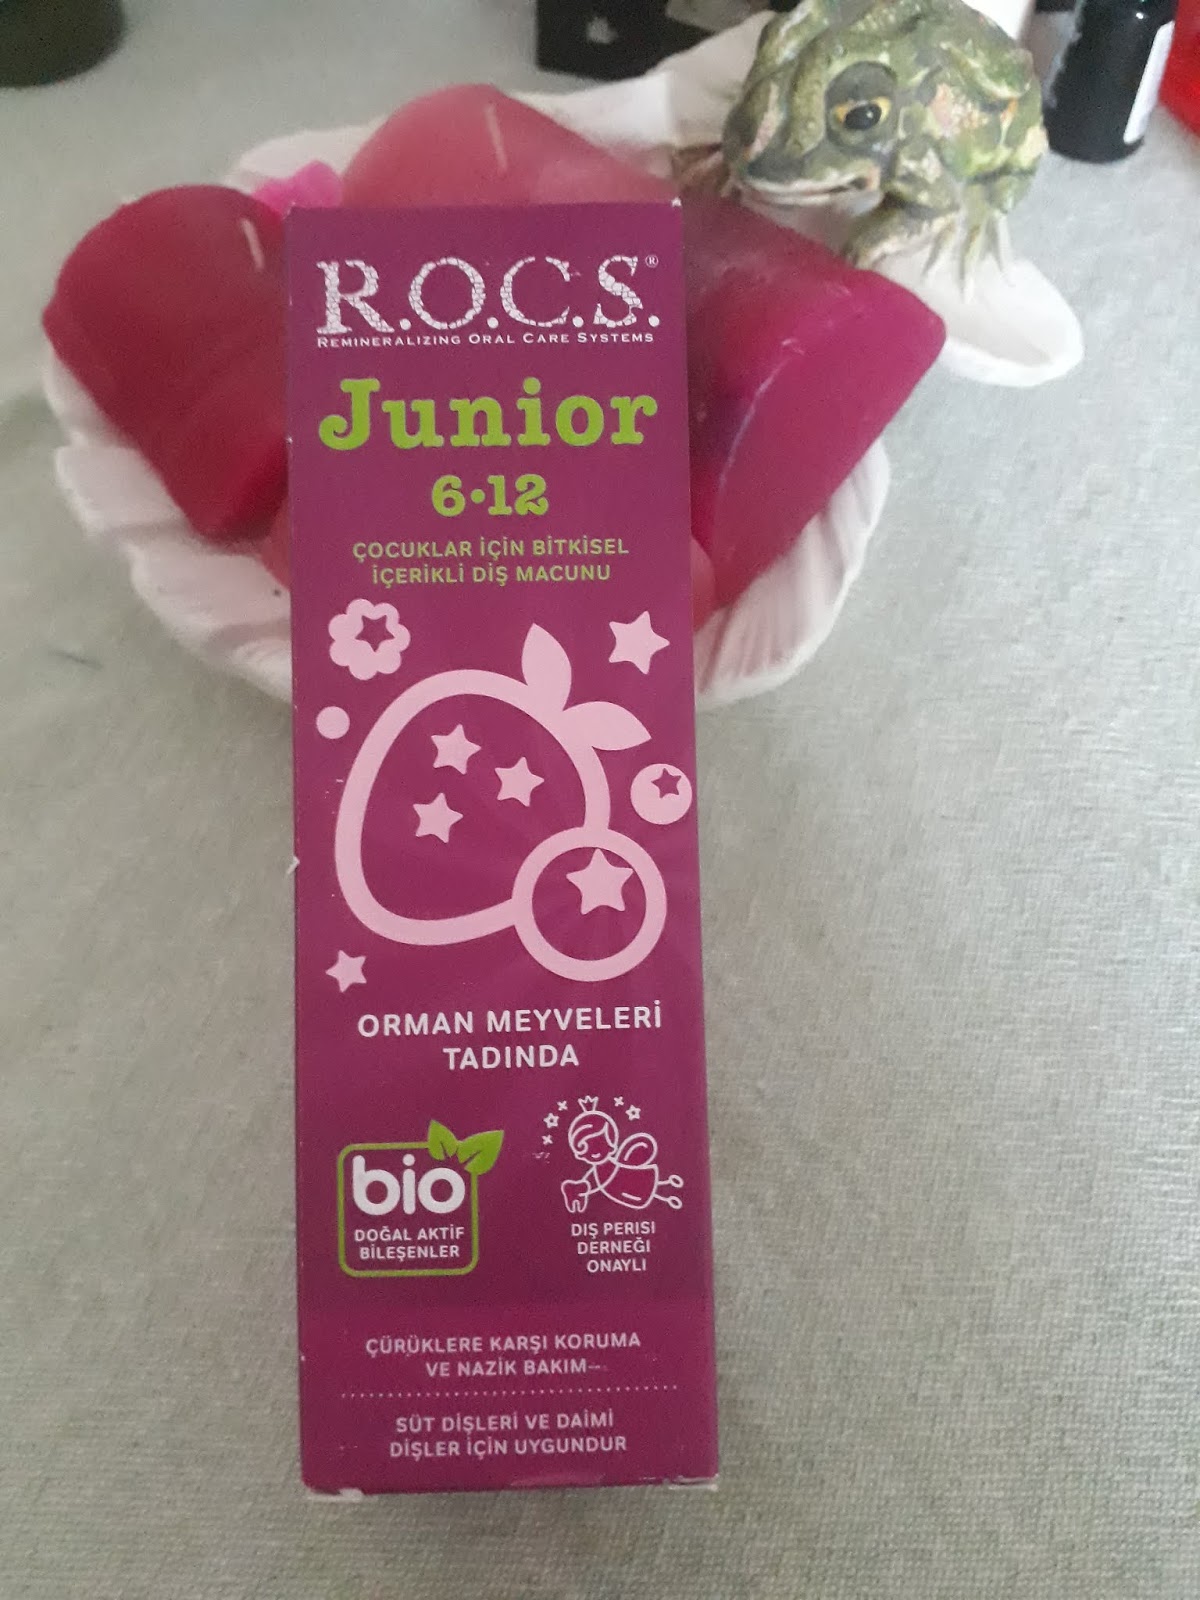 R.O.C.S.®
REMINERALIZING ORAL CARE SYSTEMS
Junior
6•12
ÇOCUKLAR İÇİN BİTKİSEL
İÇERİKLİ DİŞ MACUNU
ORMAN MEYVELERİ
TADINDA
bio
DOĞAL AKTİF
BİLEŞENLER
DIŞ PERISI
DERNEĞI
ONAYLI
ÇÜRÜKLERE KARŞI KORUMA
VE NAZİK BAKIM
SÜT DİŞLERİ VE DAİMİ
DİŞLER İÇİN UYGUNDUR